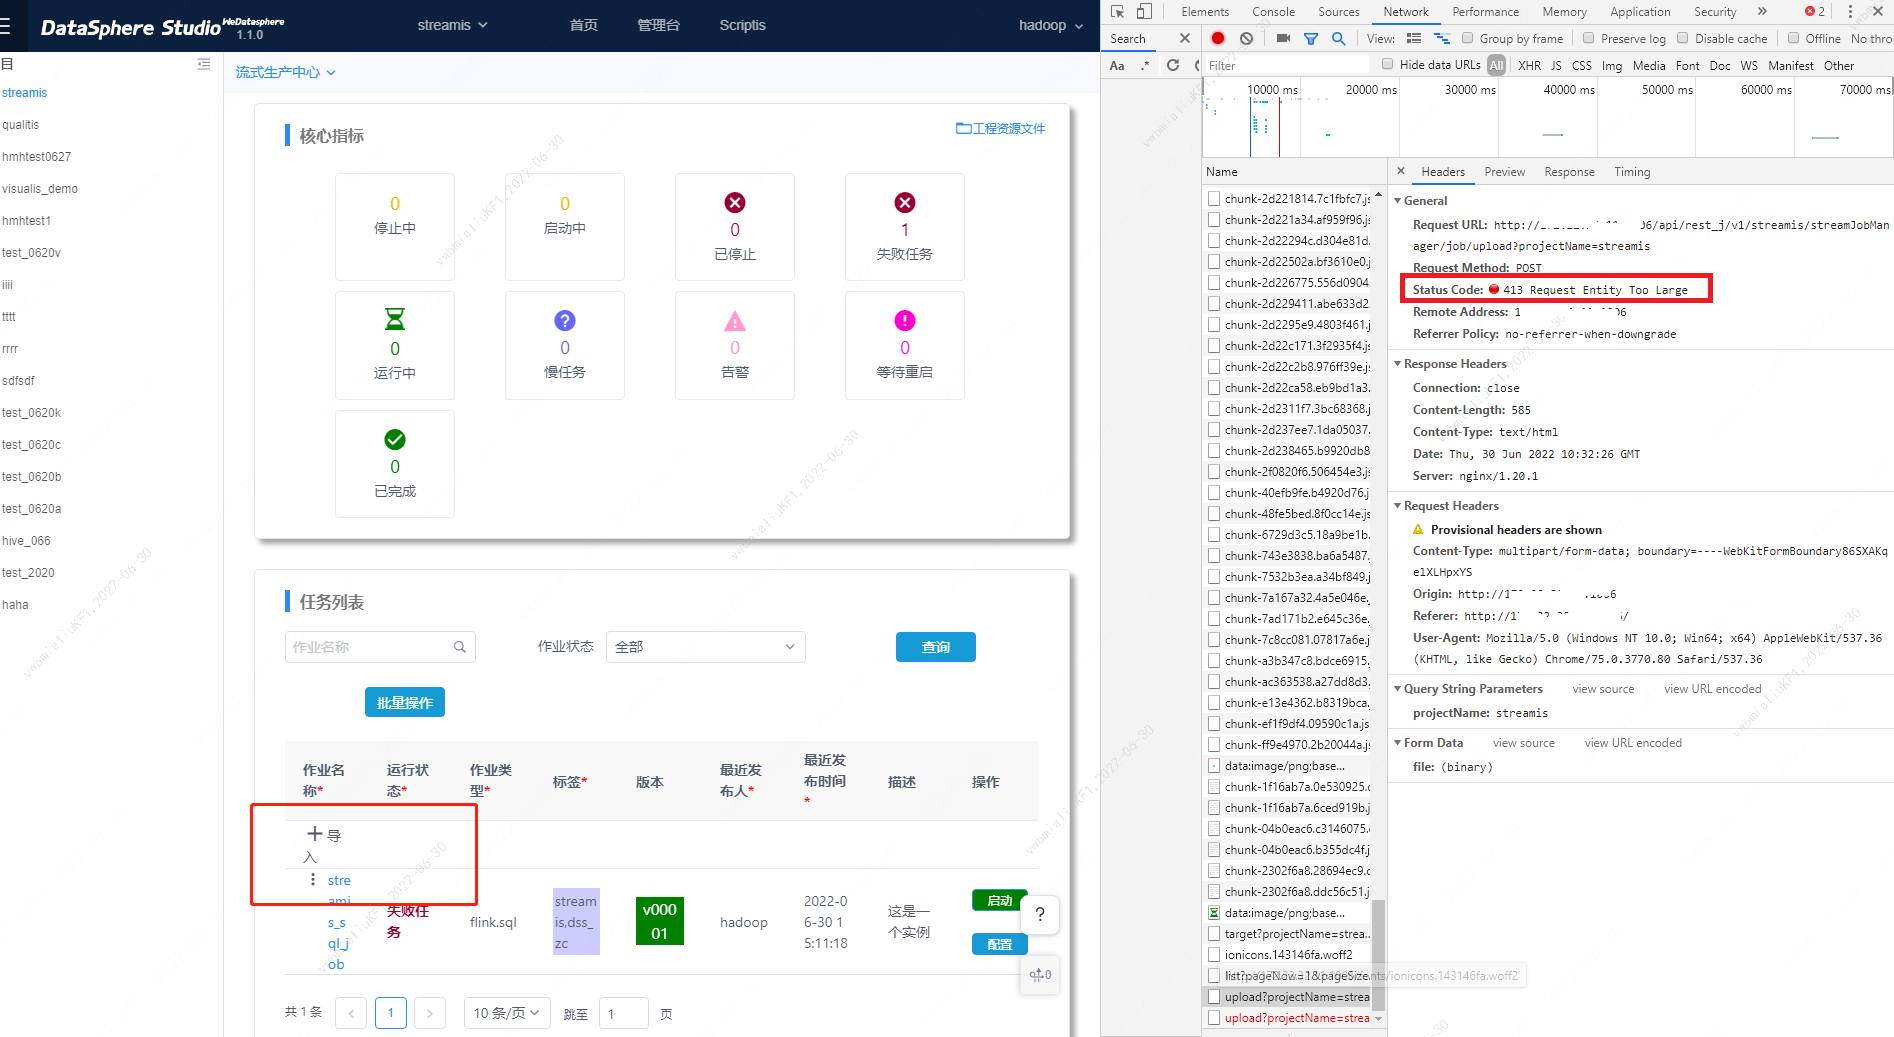 DataSphere Studio WeDatasphere 1.1.0
streamis
首页
管理台
Scriptis
hadoop
目
streamis
qualitis
hmhtest0627
visualis_demo
hmhtest1
test_0620v
iiii
tttt
rrrr
sdfsdf
test_0620k
test_0620c
test_0620b
test_0620a
hive_066
test_2020
haha
流式生产中心
核心指标
工程资源文件
0
停止中
0
启动中
0
已停止
1
失败任务
0
运行中
0
慢任务
0
告警
0
等待重启
0
已完成
任务列表
作业名称
作业状态
全部
查询
批量操作
作业名称*
运行状态*
作业类型*
标签*
版本
最近发布人*
最近发布时间*
描述
操作
导入
streamis_sql_job
失败任务
flink.sql
streamis,dss_zc
v00001
hadoop
2022-06-30 15:11:18
这是一个实例
启动
配置
?
0
共 1 条
1
10 条/页
跳至
1
页
Elements
Console
Sources
Network
Performance
Memory
Application
Security
2
Search
View:
Group by frame
Preserve log
Disable cache
Offline
No thro
Aa
.*
Filter
Hide data URLs
All
XHR
JS
CSS
Img
Media
Font
Doc
WS
Manifest
Other
10000 ms
20000 ms
30000 ms
40000 ms
50000 ms
60000 ms
70000 ms
Name
chunk-2d221814.7c1fbfc7.js
chunk-2d221a34.af959f96.js
chunk-2d22294c.d304e81d.
chunk-2d22502a.bf3610e0.j
chunk-2d226775.556d0904.
chunk-2d229411.abe633d2.
chunk-2d2295e9.4803f461.j
chunk-2d22c171.3f2935f4.js
chunk-2d22c2b8.976ff39e.js
chunk-2d22ca58.eb9bd1a3.
chunk-2d2311f7.3bc68368.j
chunk-2d237ee7.1da05037.
chunk-2d238465.b9920db8
chunk-2f0820f6.506454e3.js
chunk-40efb9fe.b4920d76.j
chunk-48fe5bed.8f0cc14e.js
chunk-6729d3c5.18a9be1b.
chunk-743e3838.ba6a5487.
chunk-7532b3ea.a34bf849.j
chunk-7a167a32.4a5e046e.
chunk-7ad171b2.e645c36e.
chunk-7c8cc081.07817a6e.j
chunk-a3b347c8.bdce6915.
chunk-ac363538.a27dd8d3.
chunk-e13e4362.b8319bca.
chunk-ef1f9df4.09590c1a.js
chunk-ff9e4970.2b20044a.js
data:image/png;base...
chunk-1f16ab7a.0e530925.c
chunk-1f16ab7a.6ced919b.j
chunk-04b0eac6.c3146075.c
chunk-04b0eac6.b355dc4f.j
chunk-2302f6a8.28694ec9.c
chunk-2302f6a8.ddc56c51.j
data:image/png;base...
target?projectName=strea..
ionicons.143146fa.woff2
list?pageNow=1&pageSize.
nts/ionicons.143146fa.woff2
upload?projectName=strea
upload?projectName=strea
Headers
Preview
Response
Timing
General
Request URL: http://
06/api/rest_j/v1/streamis/streamJobManager/job/upload?projectName=streamis
Request Method: POST
Status Code: 413 Request Entity Too Large
Remote Address: 1
Referrer Policy: no-referrer-when-downgrade
Response Headers
Connection: close
Content-Length: 585
Content-Type: text/html
Date: Thu, 30 Jun 2022 10:32:26 GMT
Server: nginx/1.20.1
Request Headers
Provisional headers are shown
Content-Type: multipart/form-data; boundary=----WebKitFormBoundary86SXAKqelXLHpxYS
Origin: http://
Referer: http://
User-Agent: Mozilla/5.0 (Windows NT 10.0; Win64; x64) AppleWebKit/537.36
(KHTML, like Gecko) Chrome/75.0.3770.80 Safari/537.36
Query String Parameters
view source
view URL encoded
projectName: streamis
Form Data
view source
view URL encoded
file: (binary)